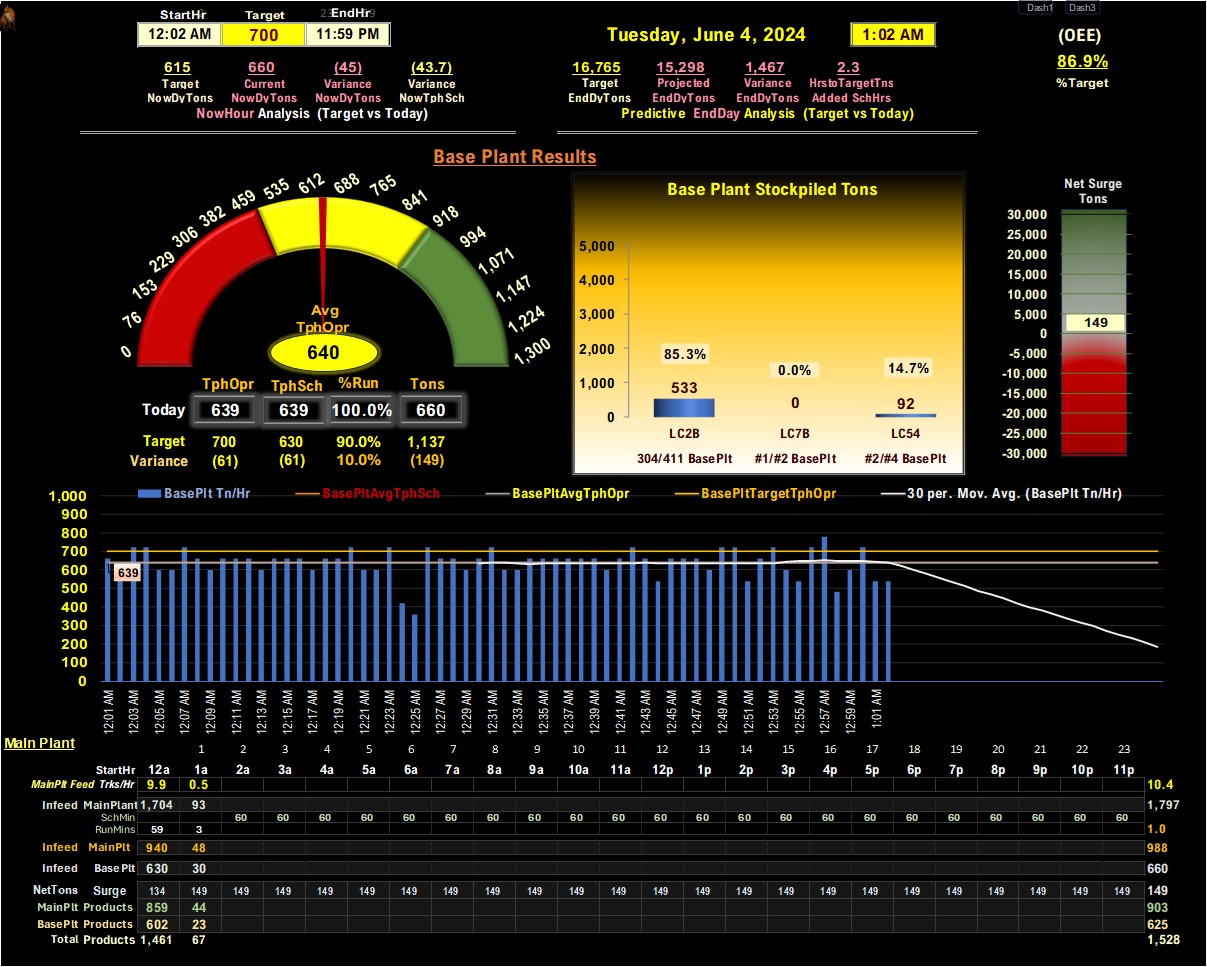 Dash1 Dash3
StartHr Target EndHr
12:02 AM 700 11:59 PM
Tuesday, June 4, 2024 1:02 AM
(OEE)
86.9%
%Target
615 660 (45) (43.7)
Target Current Variance Variance
NowDyTons NowDyTons NowDyTons NowTphSch
NowHour Analysis (Target vs Today)
16,765 15,298 1,467 2.3
Target Projected Variance HrstoTargetTns
EndDyTons EndDyTons EndDyTons Added SchHrs
Predictive EndDay Analysis (Target vs Today)
Base Plant Results
0 76 153 229 306 382 459 535 612 688 765 841 918 994 1,071 1,147 1,224 1,300
Avg
TphOpr
640
TphOpr TphSch %Run Tons
Today 639 639 100.0% 660
Target 700 630 90.0% 1,137
Variance (61) (61) 10.0% (149)
Base Plant Stockpiled Tons
5,000
4,000
3,000
2,000
1,000
0
85.3% 0.0% 14.7%
533 0 92
LC2B LC7B LC54
304/411 BasePlt #1/#2 BasePlt #2/#4 BasePlt
Net Surge
Tons
30,000
25,000
20,000
15,000
10,000
5,000
0
-5,000
-10,000
-15,000
-20,000
-25,000
-30,000
149
BasePlt Tn/Hr BasePltAvgTphSch BasePltAvgTphOpr BasePltTargetTphOpr 30 per. Mov. Avg. (BasePlt Tn/Hr)
1,000
900
800
700
600
500
400
300
200
100
0
639
12:01 AM 12:03 AM 12:05 AM 12:07 AM 12:09 AM 12:11 AM 12:13 AM 12:15 AM 12:17 AM 12:19 AM 12:21 AM 12:23 AM 12:25 AM 12:27 AM 12:29 AM 12:31 AM 12:33 AM 12:35 AM 12:37 AM 12:39 AM 12:41 AM 12:43 AM 12:45 AM 12:47 AM 12:49 AM 12:51 AM 12:53 AM 12:55 AM 12:57 AM 12:59 AM 1:01 AM
Main Plant
1 2 3 4 5 6 7 8 9 10 11 12 13 14 15 16 17 18 19 20 21 22 23
StartHr 12a 1a 2a 3a 4a 5a 6a 7a 8a 9a 10a 11a 12p 1p 2p 3p 4p 5p 6p 7p 8p 9p 10p 11p
MainPlt Feed Trks/Hr 9.9 0.5 10.4
Infeed MainPlant 1,704 93 1,797
SchMin 60 60 60 60 60 60 60 60 60 60 60 60 60 60 60 60 60 60 60 60 60 60
RunMins 59 3 1.0
Infeed MainPlt 940 48 988
Infeed BasePlt 630 30 660
NetTons Surge 134 149 149 149 149 149 149 149 149 149 149 149 149 149 149 149 149 149 149 149 149 149 149 149 149
MainPlt Products 859 44 903
BasePlt Products 602 23 625
Total Products 1,461 67 1,528